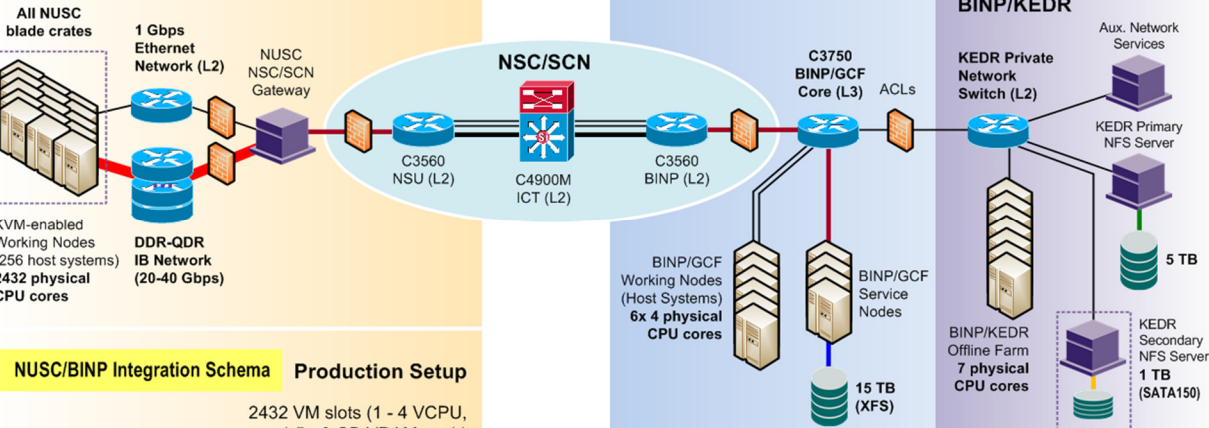 All NUSC
blade crates
1 Gbps
Ethernet
Network (L2)
NUSC
NSC/SCN
Gateway
KVM-enabled
Working Nodes
(256 host systems)
2432 physical
CPU cores
DDR-QDR
IB Network
(20-40 Gbps)
NSC/SCN
C3560
NSU (L2)
Si
C4900M
ICT (L2)
C3560
BINP (L2)
C3750
BINP/GCF
Core (L3)
ACLs
BINP/GCF
Working Nodes
(Host Systems)
6x 4 physical
CPU cores
BINP/GCF
Service
Nodes
15 TB
(XFS)
BINP/KEDR
KEDR Private
Network
Switch (L2)
Aux. Network
Services
KEDR Primary
NFS Server
5 TB
BINP/KEDR
Offline Farm
7 physical
CPU cores
KEDR
Secondary
NFS Server
1 TB
(SATA150)
NUSC/BINP Integration Schema
Production Setup
2432 VM slots (1 - 4 VCPU,